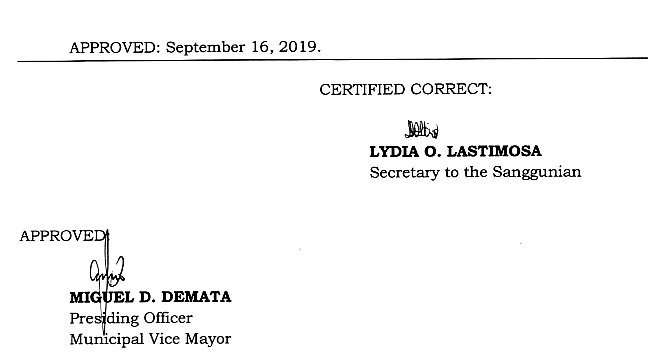 APPROVED: September 16, 2019.
CERTIFIED CORRECT:
LYDIA O. LASTIMOSA
Secretary to the Sanggunian
APPROVED
MIGUEL D. DEMATA
Presiding Officer
Municipal Vice Mayor